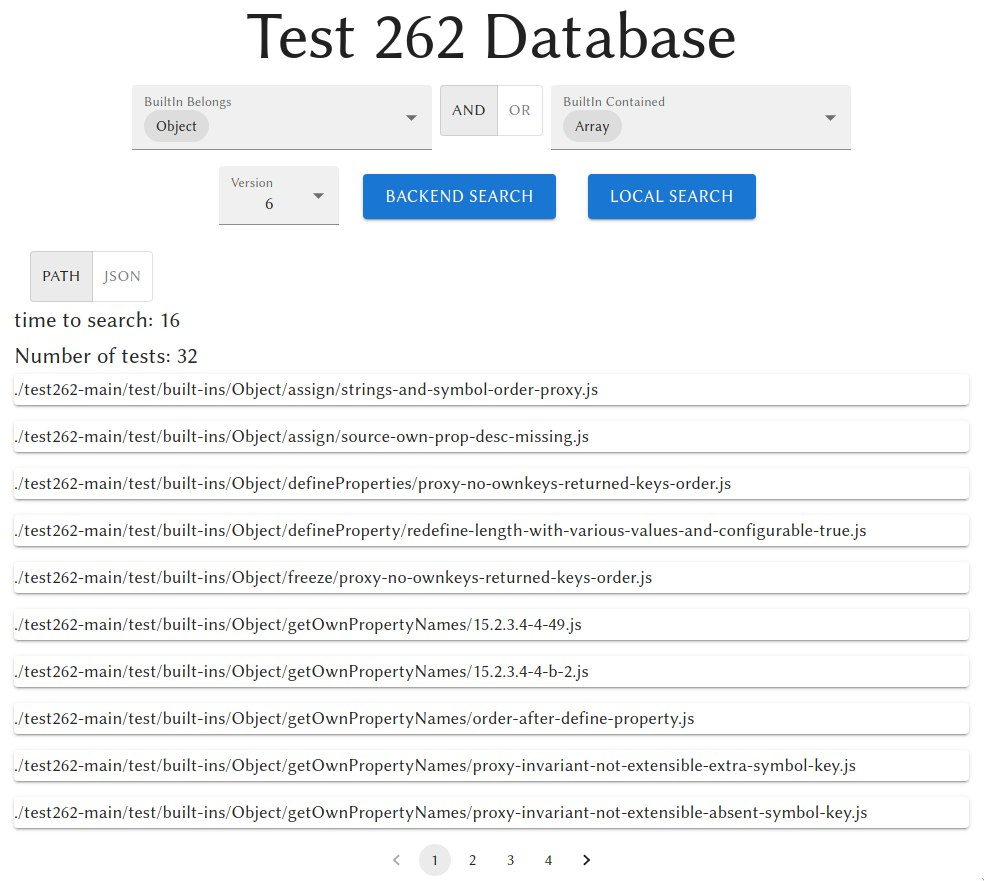 Test 262 Database
BuiltIn Belongs
Object
AND
OR
BuiltIn Contained
Array
Version
6
BACKEND SEARCH
LOCAL SEARCH
PATH
JSON
time to search: 16
Number of tests: 32
./test262-main/test/built-ins/Object/assign/strings-and-symbol-order-proxy.js
./test262-main/test/built-ins/Object/assign/source-own-prop-desc-missing.js
./test262-main/test/built-ins/Object/defineProperties/proxy-no-ownkeys-returned-keys-order.js
./test262-main/test/built-ins/Object/defineProperty/redefine-length-with-various-values-and-configurable-true.js
./test262-main/test/built-ins/Object/freeze/proxy-no-ownkeys-returned-keys-order.js
./test262-main/test/built-ins/Object/getOwnPropertyNames/15.2.3.4-4-49.js
./test262-main/test/built-ins/Object/getOwnPropertyNames/15.2.3.4-4-b-2.js
./test262-main/test/built-ins/Object/getOwnPropertyNames/order-after-define-property.js
./test262-main/test/built-ins/Object/getOwnPropertyNames/proxy-invariant-not-extensible-extra-symbol-key.js
./test262-main/test/built-ins/Object/getOwnPropertyNames/proxy-invariant-not-extensible-absent-symbol-key.js
1 2 3 4